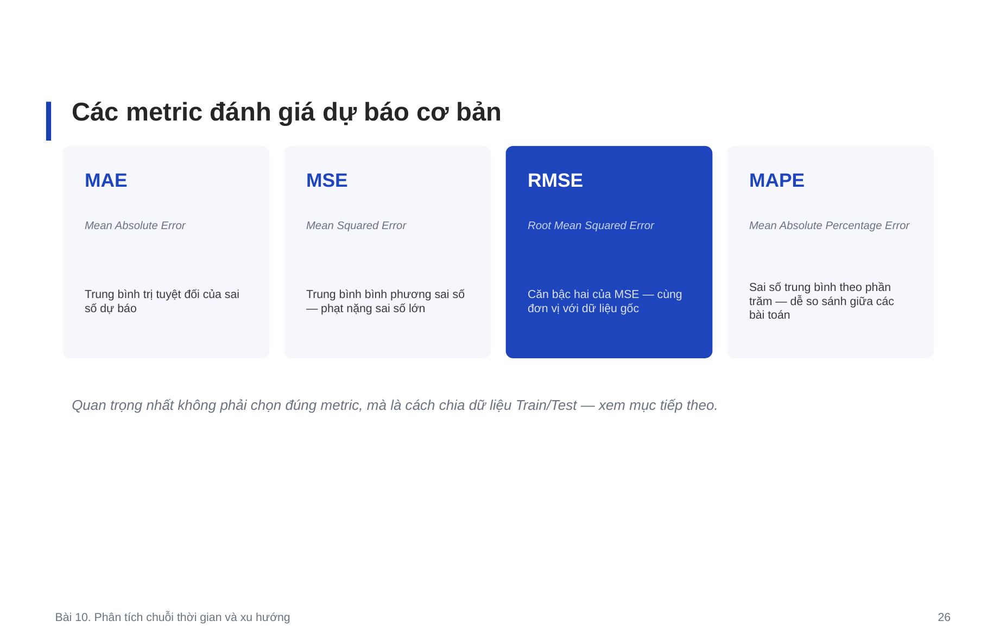 Các metric đánh giá dự báo cơ bản
MAE
Mean Absolute Error
Trung bình trị tuyệt đối của sai
số dự báo
MSE
Mean Squared Error
Trung bình bình phương sai số
— phạt nặng sai số lớn
RMSE
Root Mean Squared Error
Căn bậc hai của MSE — cùng
đơn vị với dữ liệu gốc
MAPE
Mean Absolute Percentage Error
Sai số trung bình theo phần
trăm — dễ so sánh giữa các
bài toán
Quan trọng nhất không phải chọn đúng metric, mà là cách chia dữ liệu Train/Test — xem mục tiếp theo.
Bài 10. Phân tích chuỗi thời gian và xu hướng
26